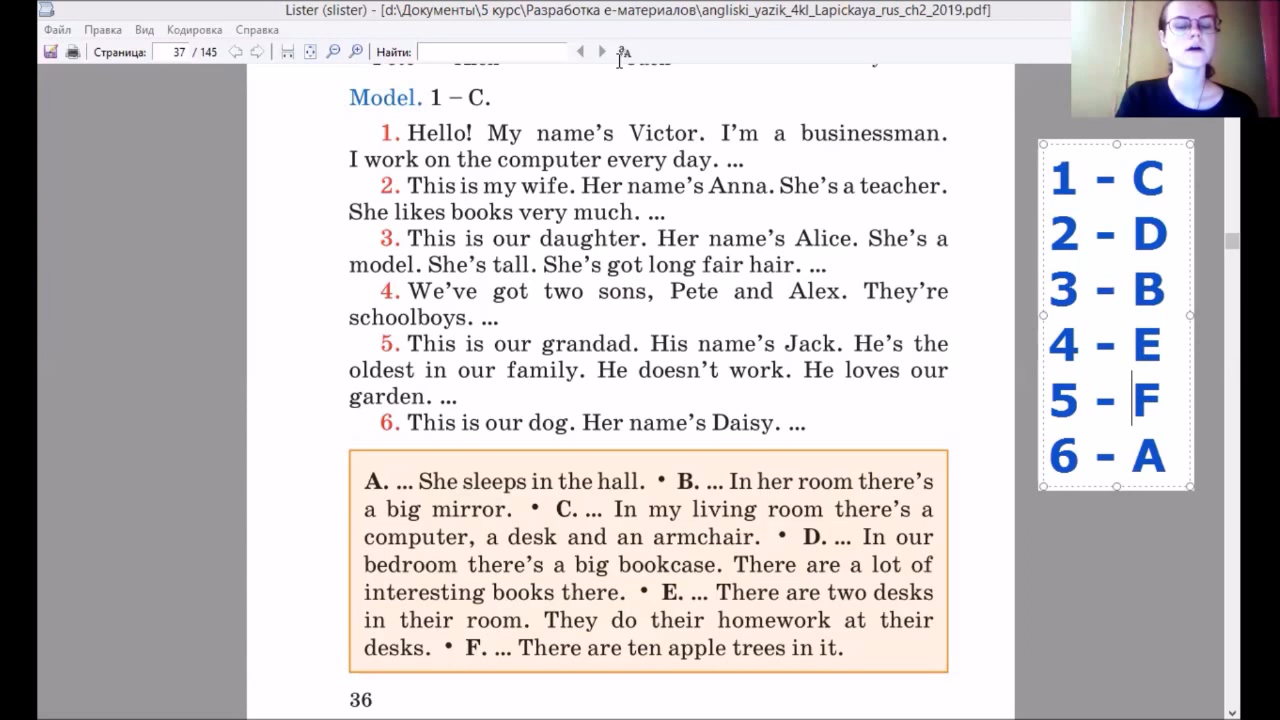 Lister (slister) - [d:\Документы\5 курс\Разработка е-материалов\angliski_yazik_4kl_Lapickaya_rus_ch2_2019.pdf]
Файл Правка Вид Кодировка Справка
Страница: 37 / 145 Найти:
Model. 1 – C.
1. Hello! My name's Victor. I'm a businessman.
I work on the computer every day. ...
2. This is my wife. Her name's Anna. She's a teacher.
She likes books very much. ...
3. This is our daughter. Her name's Alice. She's a
model. She's tall. She's got long fair hair. ...
4. We've got two sons, Pete and Alex. They're
schoolboys. ...
5. This is our grandad. His name's Jack. He's the
oldest in our family. He doesn't work. He loves our
garden. ...
6. This is our dog. Her name's Daisy. ...
A. ... She sleeps in the hall. • B. ... In her room there's
a big mirror. • C. ... In my living room there's a
computer, a desk and an armchair. • D. ... In our
bedroom there's a big bookcase. There are a lot of
interesting books there. • E. ... There are two desks
in their room. They do their homework at their
desks. • F. ... There are ten apple trees in it.
36
1 - C
2 - D
3 - B
4 - E
5 - F
6 - A